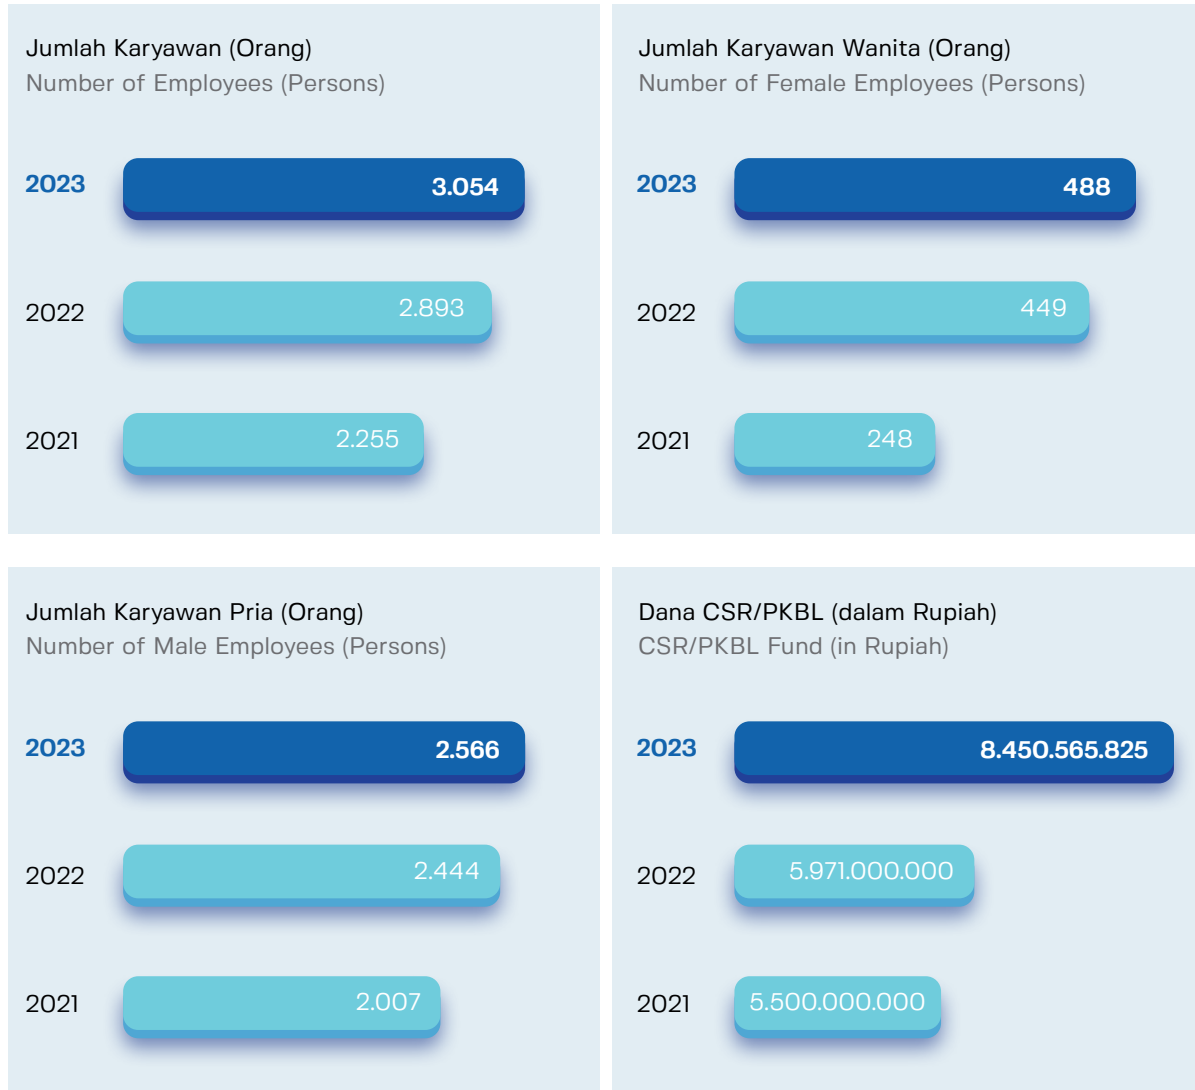 Jumlah Karyawan (Orang)
Number of Employees (Persons)
2023 3.054
2022 2.893
2021 2.255
Jumlah Karyawan Wanita (Orang)
Number of Female Employees (Persons)
2023 488
2022 449
2021 248
Jumlah Karyawan Pria (Orang)
Number of Male Employees (Persons)
2023 2.566
2022 2.444
2021 2.007
Dana CSR/PKBL (dalam Rupiah)
CSR/PKBL Fund (in Rupiah)
2023 8.450.565.825
2022 5.971.000.000
2021 5.500.000.000